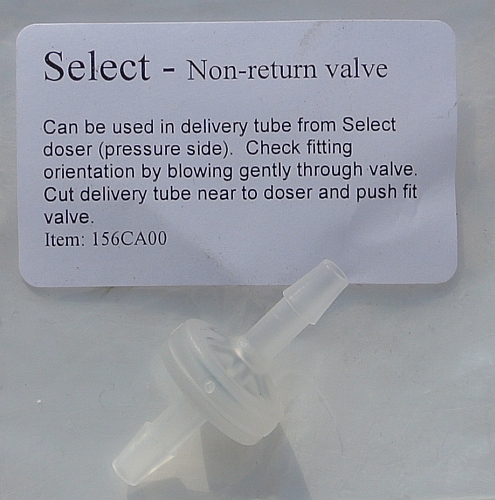 Select - Non-return valve
Can be used in delivery tube from Select
doser (pressure side).  Check fitting
orientation by blowing gently through valve.
Cut delivery tube near to doser and push fit
valve.
Item: 156CA00